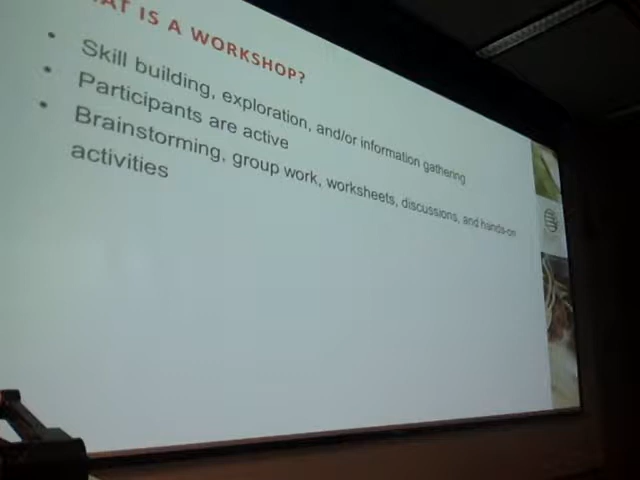 AT IS A WORKSHOP?
• Skill building, exploration, and/or information gathering
• Participants are active
• Brainstorming, group work, worksheets, discussions, and hands-on
activities